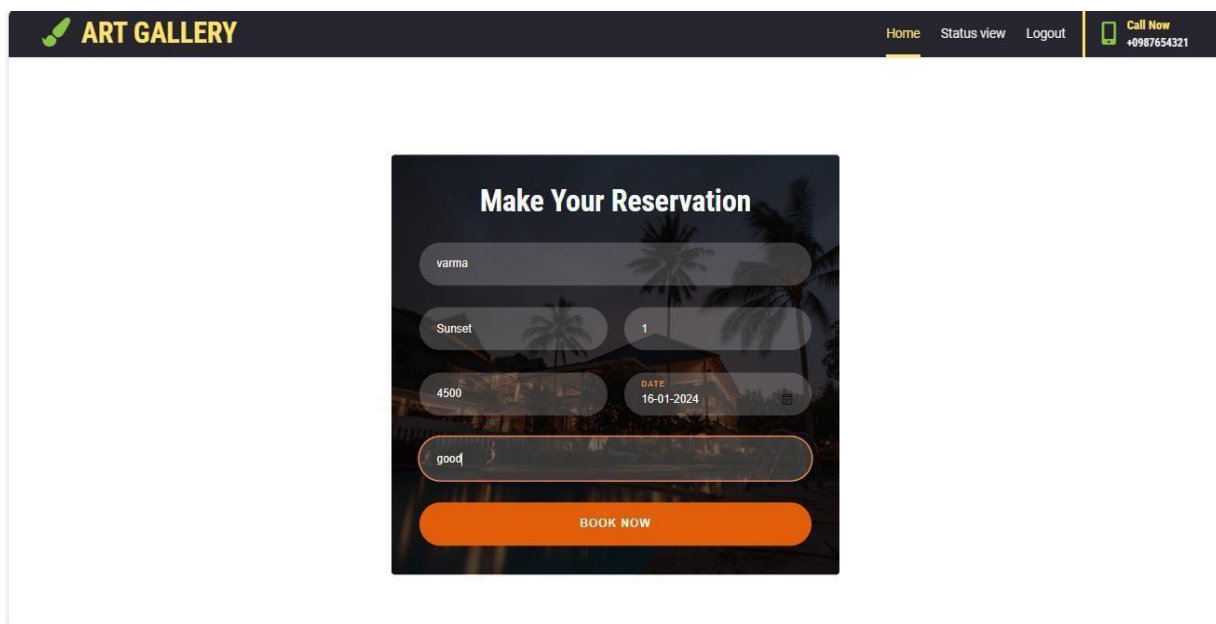 ART GALLERY
Home Status view Logout
Call Now
+0987654321
Make Your Reservation
varma
Sunset 1
4500
DATE
16-01-2024
good
BOOK NOW